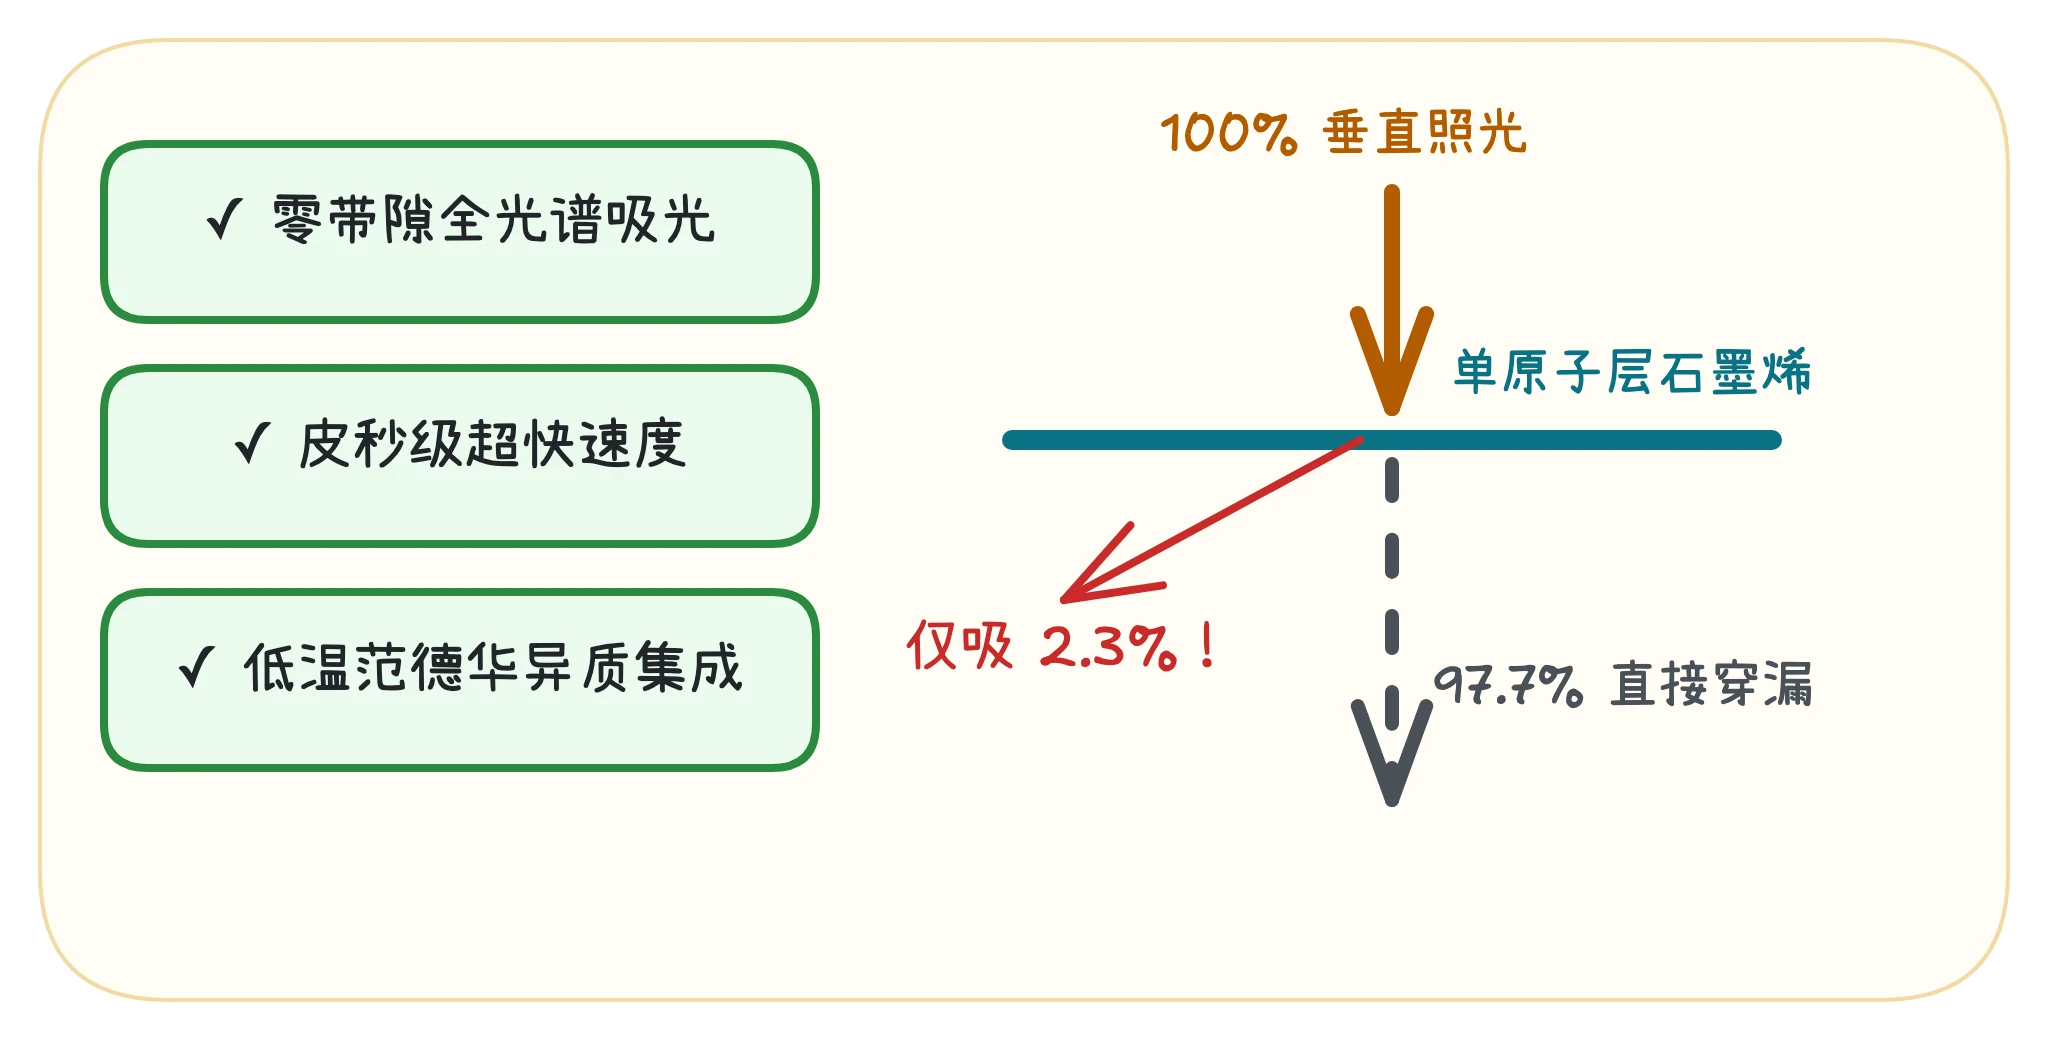 ✓ 零带隙全光谱吸光
✓ 皮秒级超快速度
✓ 低温范德华异质集成
100% 垂直照光
单原子层石墨烯
仅吸 2.3%！
97.7% 直接穿漏